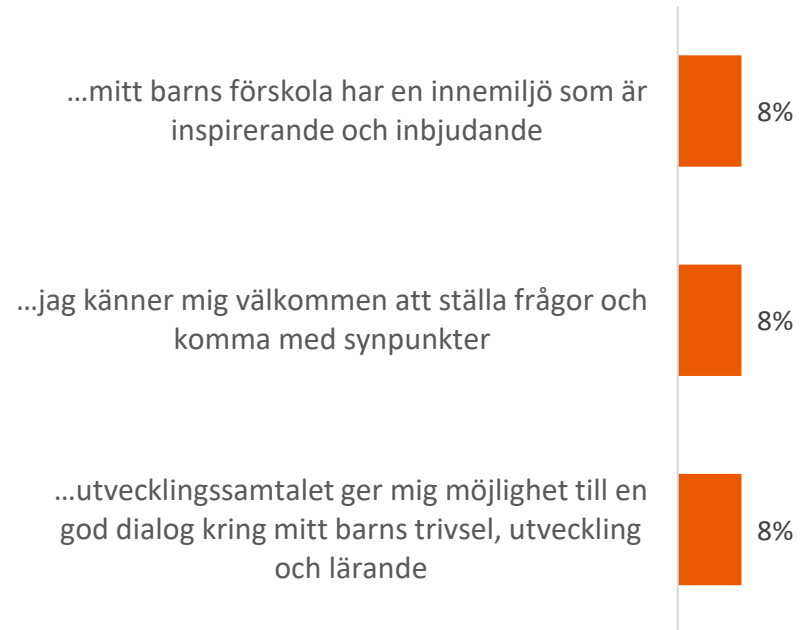 ...mitt barns förskola har en innemiljö som är
inspirerande och inbjudande
8%
...jag känner mig välkommen att ställa frågor och
komma med synpunkter
8%
...utvecklingssamtalet ger mig möjlighet till en
god dialog kring mitt barns trivsel, utveckling
och lärande
8%